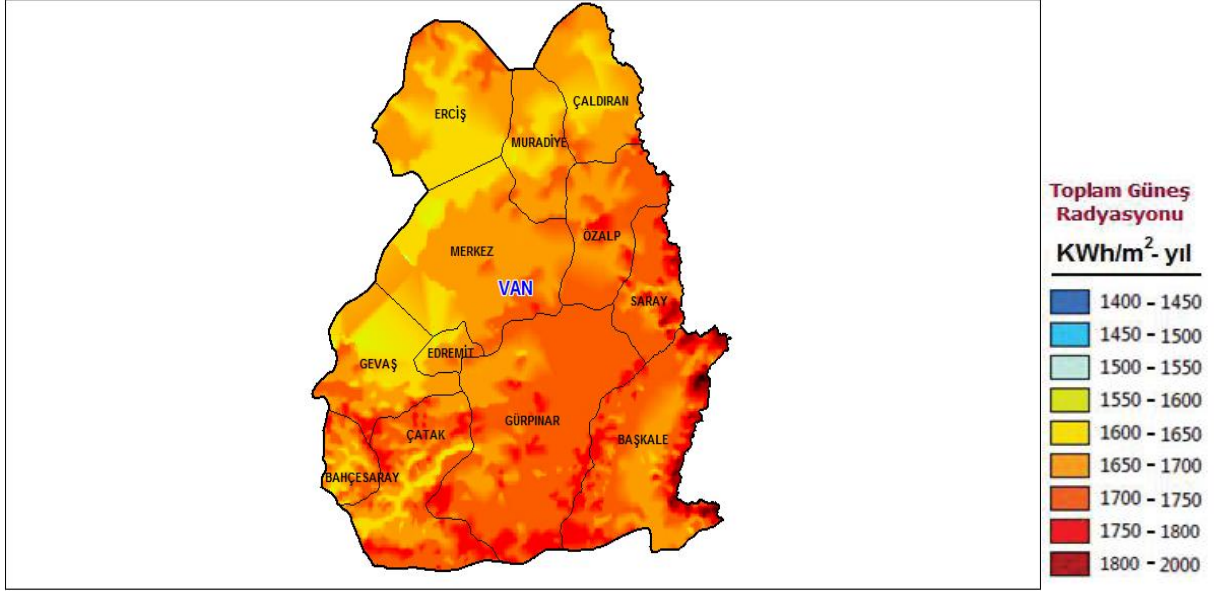 ERCİŞ
ÇALDIRAN
MURADİYE
ÖZALP
MERKEZ
VAN
SARAY
EDREMİT
GEVAŞ
GÜRPINAR
ÇATAK
BAŞKALE
BAHÇESARAY
Toplam Güneş
Radyasyonu
KWh/m²- yıl
1400 - 1450
1450 - 1500
1500 - 1550
1550 - 1600
1600 - 1650
1650 - 1700
1700 - 1750
1750 - 1800
1800 - 2000